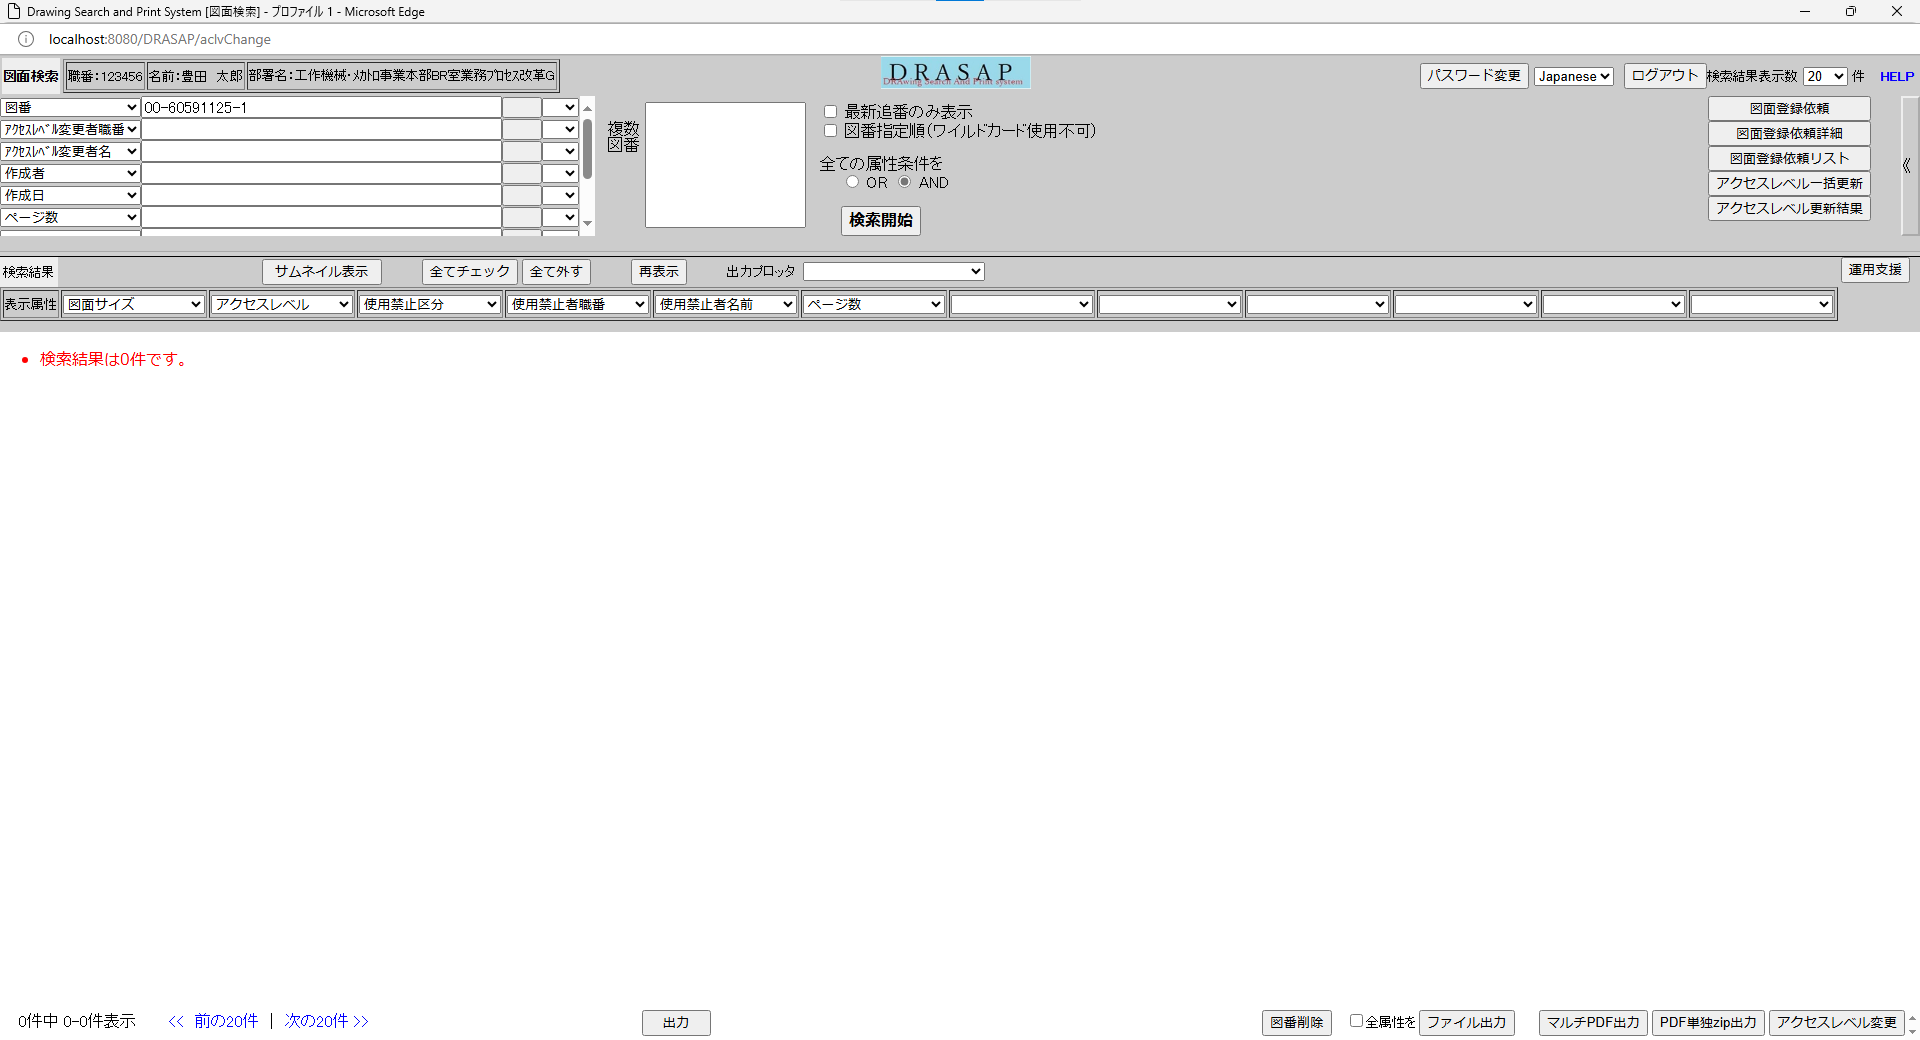 Drawing Search and Print System [図面検索] - プロファイル 1 - Microsoft Edge
localhost:8080/DRASAP/aclvChange
図面検索 職番：123456 名前：豊田　太郎 部署名：工作機械･ﾒｶﾄﾛ事業本部BR室業務ﾌﾟﾛｾｽ改革G
DRASAP
DRAwing Search And Print system
パスワード変更 Japanese ログアウト 検索結果表示数 20 件 HELP
図番 00-60591125-1
ｱｸｾｽﾚﾍﾞﾙ変更者職番
ｱｸｾｽﾚﾍﾞﾙ変更者名
作成者
作成日
ページ数
複数
図番
最新追番のみ表示
図番指定順（ワイルドカード使用不可）
全ての属性条件を
OR AND
検索開始
図面登録依頼
図面登録依頼詳細
図面登録依頼リスト
アクセスレベル一括更新
アクセスレベル更新結果
《
検索結果 サムネイル表示 全てチェック 全て外す 再表示 出力プロッタ 運用支援
表示属性 図面サイズ アクセスレベル 使用禁止区分 使用禁止者職番 使用禁止者名前 ページ数
検索結果は0件です。
0件中 0-0件表示 << 前の20件 | 次の20件 >> 出力 図番削除 全属性を ファイル出力 マルチPDF出力 PDF単独zip出力 アクセスレベル変更